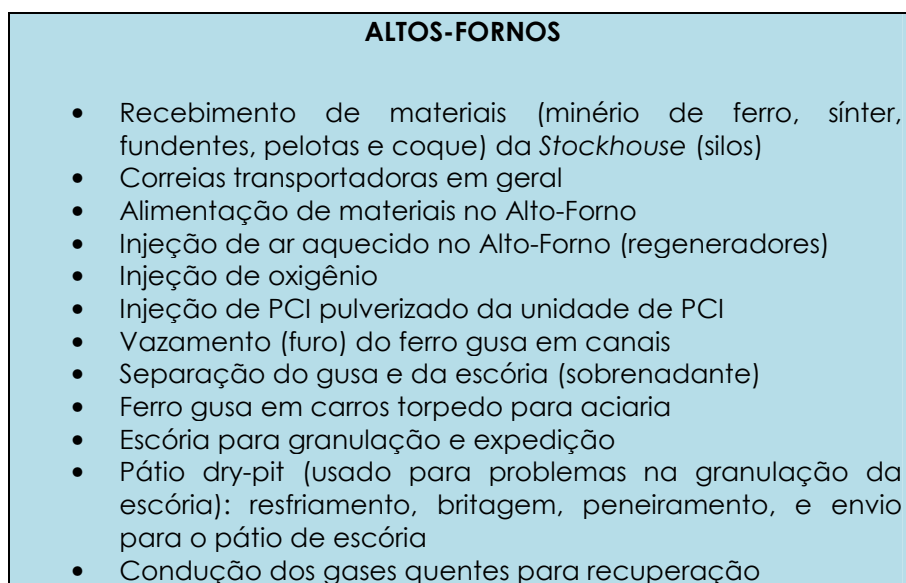 ALTOS-FORNOS
• Recebimento de materiais (minério de ferro, sínter,
fundentes, pelotas e coque) da Stockhouse (silos)
• Correias transportadoras em geral
• Alimentação de materiais no Alto-Forno
• Injeção de ar aquecido no Alto-Forno (regeneradores)
• Injeção de oxigênio
• Injeção de PCI pulverizado da unidade de PCI
• Vazamento (furo) do ferro gusa em canais
• Separação do gusa e da escória (sobrenadante)
• Ferro gusa em carros torpedo para aciaria
• Escória para granulação e expedição
• Pátio dry-pit (usado para problemas na granulação da
escória): resfriamento, britagem, peneiramento, e envio
para o pátio de escória
• Condução dos gases quentes para recuperação